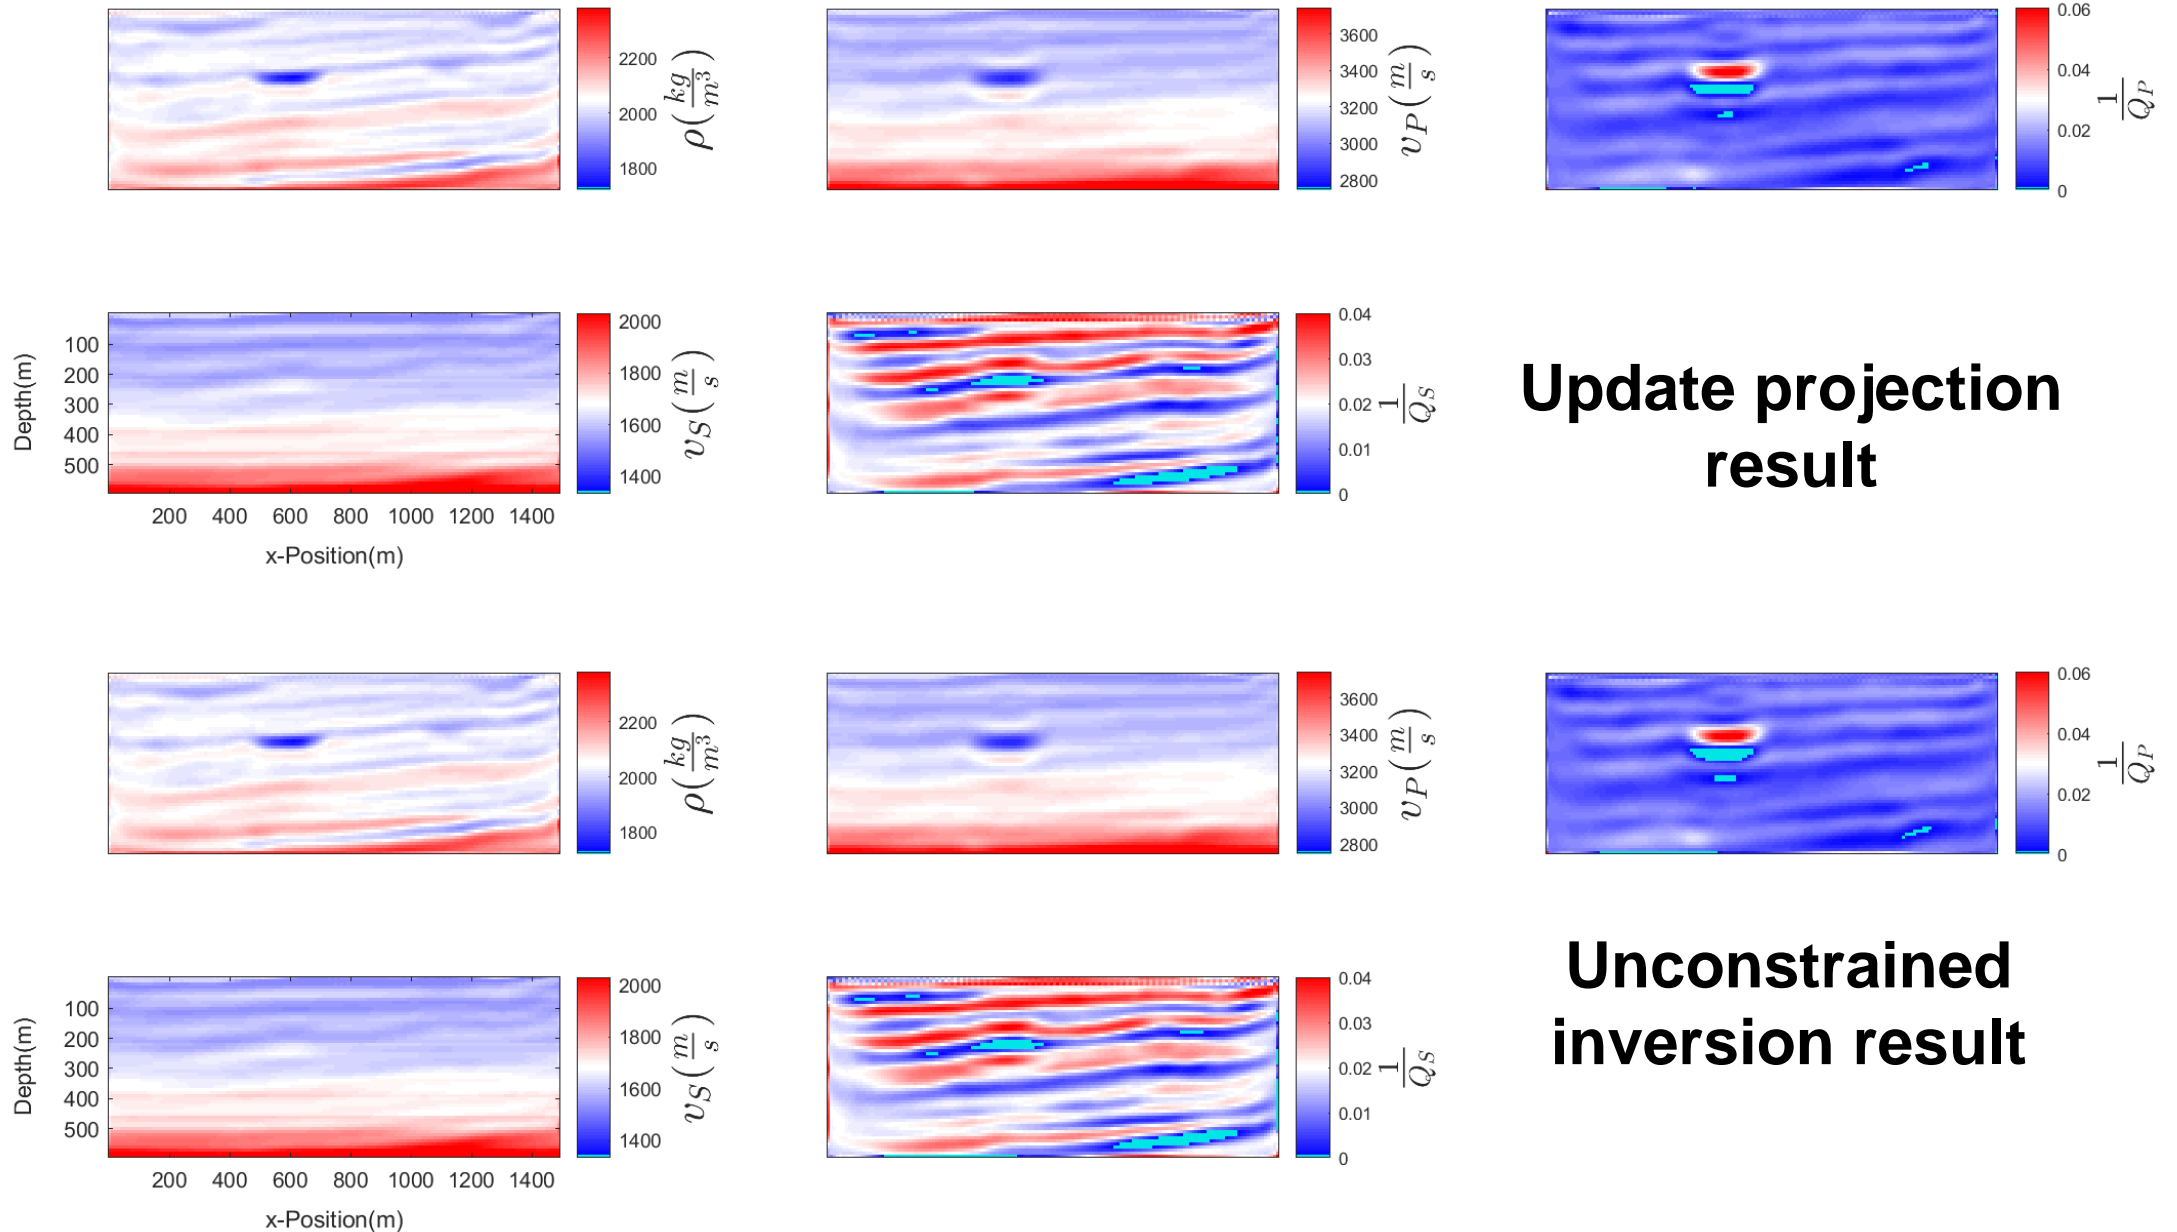 2200
2000
1800
ρ(kg/m³)
3600
3400
3200
3000
2800
v_P(m/s)
0.06
0.04
0.02
0
1/Q_P
Depth(m)
100
200
300
400
500
200 400 600 800 1000 1200 1400
x-Position(m)
2000
1800
1600
1400
v_S(m/s)
0.04
0.03
0.02
0.01
0
1/Q_S
Update projection
result
2200
2000
1800
ρ(kg/m³)
3600
3400
3200
3000
2800
v_P(m/s)
0.06
0.04
0.02
0
1/Q_P
Depth(m)
100
200
300
400
500
200 400 600 800 1000 1200 1400
x-Position(m)
2000
1800
1600
1400
v_S(m/s)
0.04
0.03
0.02
0.01
0
1/Q_S
Unconstrained
inversion result